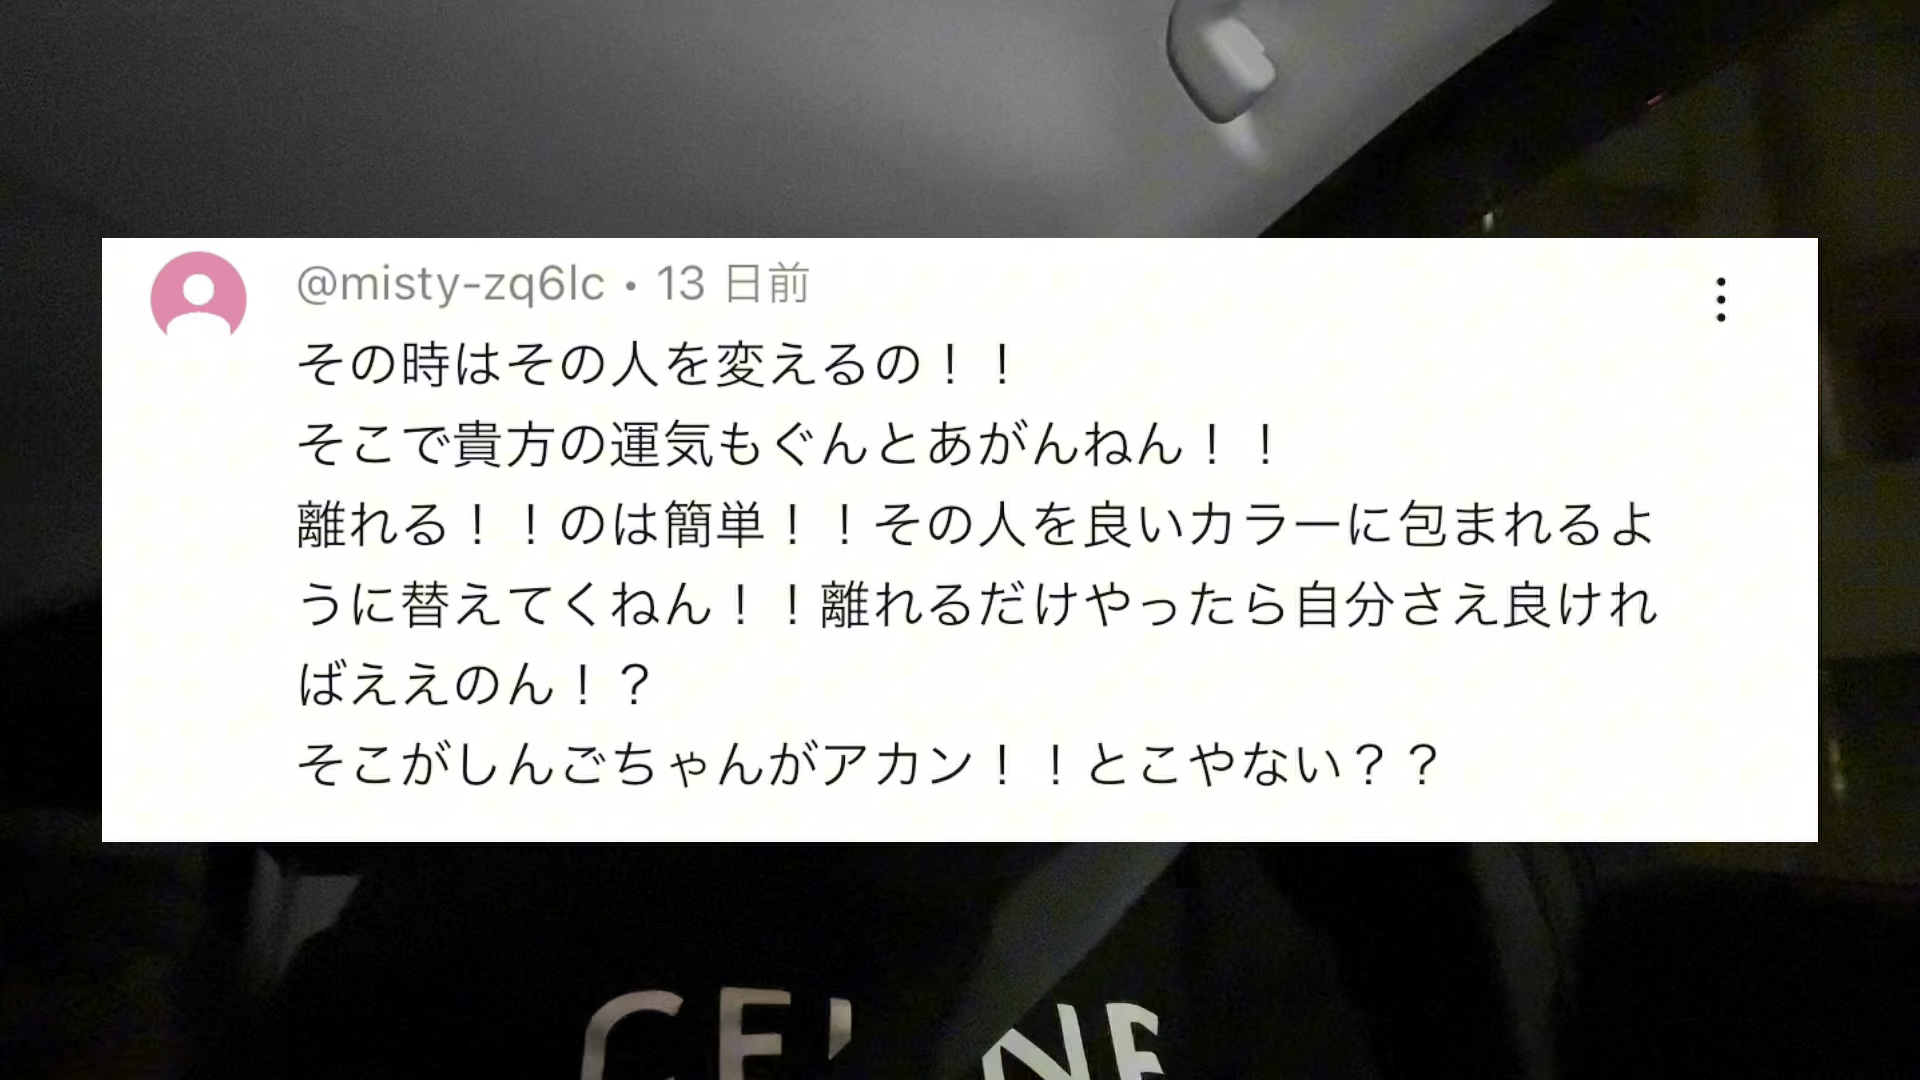 @misty-zq6lc • 13 日前
その時はその人を変えるの！！
そこで貴方の運気もぐんとあがんねん！！
離れる！！のは簡単！！その人を良いカラーに包まれるよ
うに替えてくねん！！離れるだけやったら自分さえ良けれ
ばええのん！？
そこがしんごちゃんがアカン！！とこやない？？